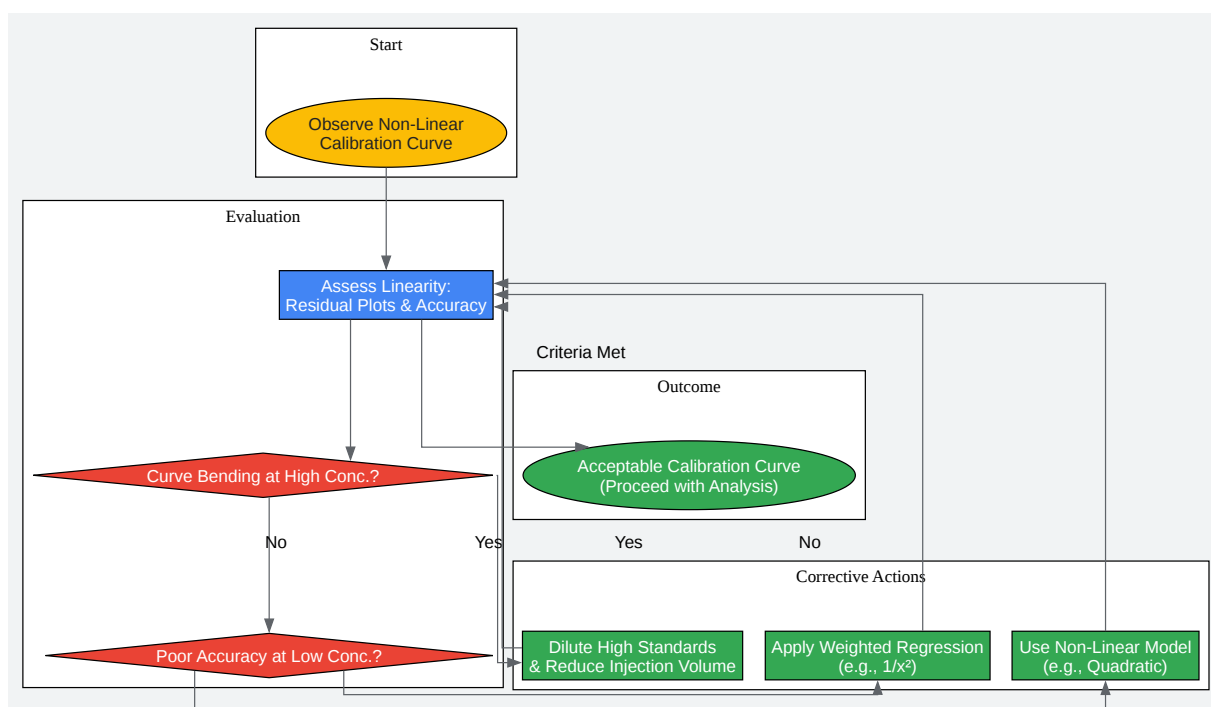 Start
Observe Non-Linear
Calibration Curve
Evaluation
Assess Linearity:
Residual Plots & Accuracy
Criteria Met
Outcome
Acceptable Calibration Curve
(Proceed with Analysis)
Curve Bending at High Conc.?
No
Yes
Yes
No
Corrective Actions
Poor Accuracy at Low Conc.?
Dilute High Standards
& Reduce Injection Volume
Apply Weighted Regression
(e.g., 1/x²)
Use Non-Linear Model
(e.g., Quadratic)